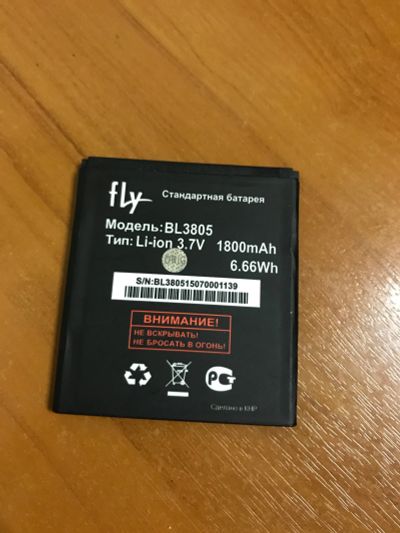 fly Стандартная батарея
Модель:BL3805
Тип: Li-ion 3.7V 1800mAh
6.66Wh
S/N:BL380515070001139
ВНИМАНИЕ!
НЕ ВСКРЫВАТЬ!
НЕ БРОСАТЬ В ОГОНЬ!
Сделано в КНР